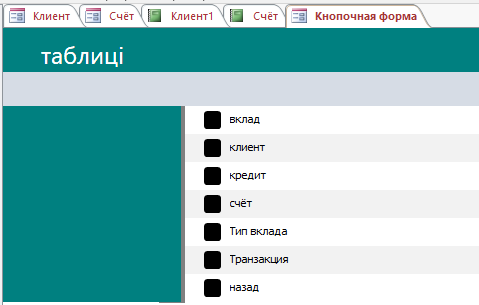 Клиент Счёт Клиент1 Счёт Кнопочная форма
таблиці
вклад
клиент
кредит
счёт
Тип вклада
Транзакция
назад